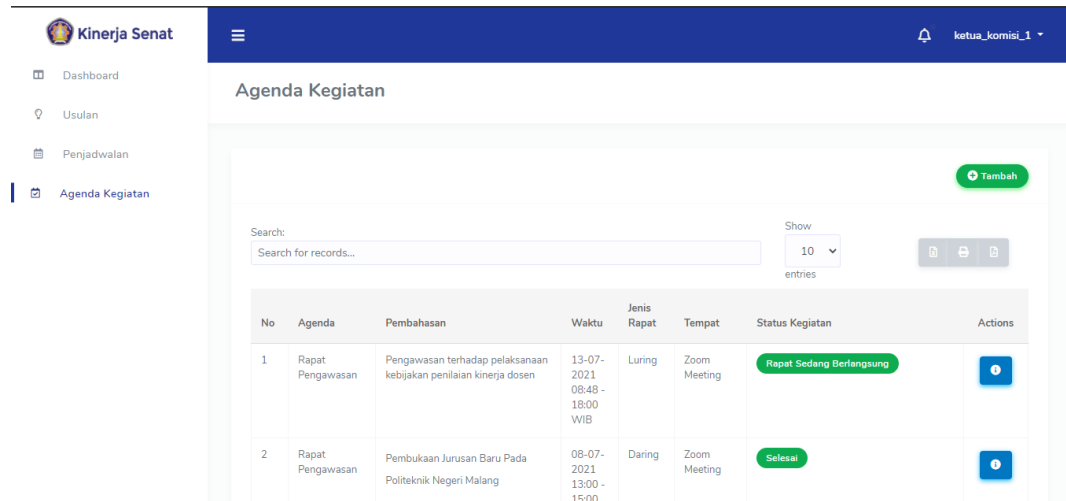 Kinerja Senat
ketua_komisi_1
Dashboard
Usulan
Penjadwalan
Agenda Kegiatan
Agenda Kegiatan
Tambah
Search:
Search for records...
Show
10
entries
No Agenda Pembahasan Waktu Jenis Rapat Tempat Status Kegiatan Actions
1 Rapat Pengawasan
Pengawasan terhadap pelaksanaan
kebijakan penilaian kinerja dosen
13-07-
2021
08:48 -
18:00
WIB
Luring
Zoom
Meeting
Rapat Sedang Berlangsung
2 Rapat Pengawasan
Pembukaan Jurusan Baru Pada
Politeknik Negeri Malang
08-07-
2021
13:00 -
15:00
Daring
Zoom
Meeting
Selesai